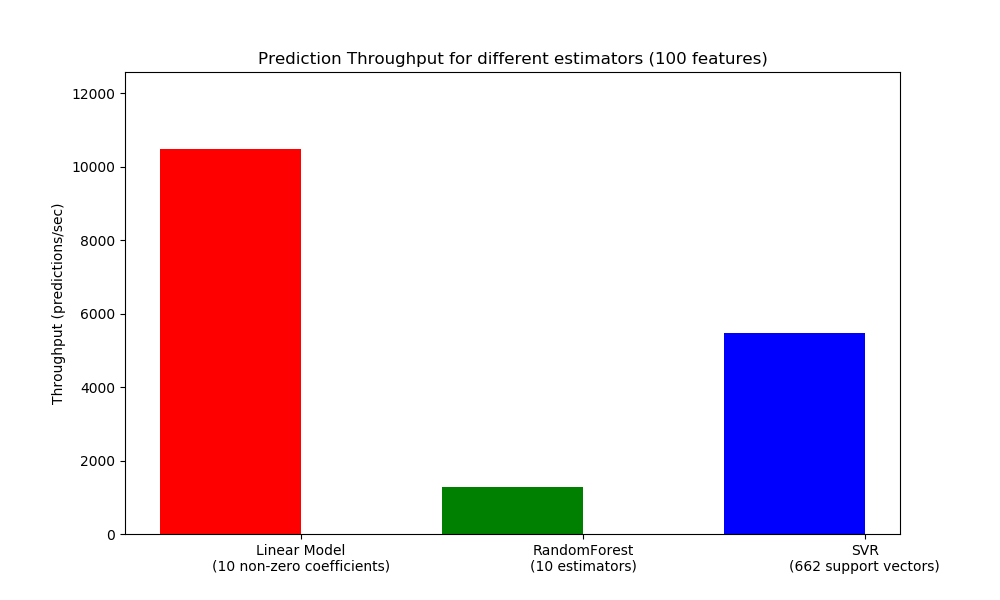 Prediction Throughput for different estimators (100 features)
Throughput (predictions/sec)
12000
10000
8000
6000
4000
2000
0
Linear Model
(10 non-zero coefficients)
RandomForest
(10 estimators)
SVR
(662 support vectors)